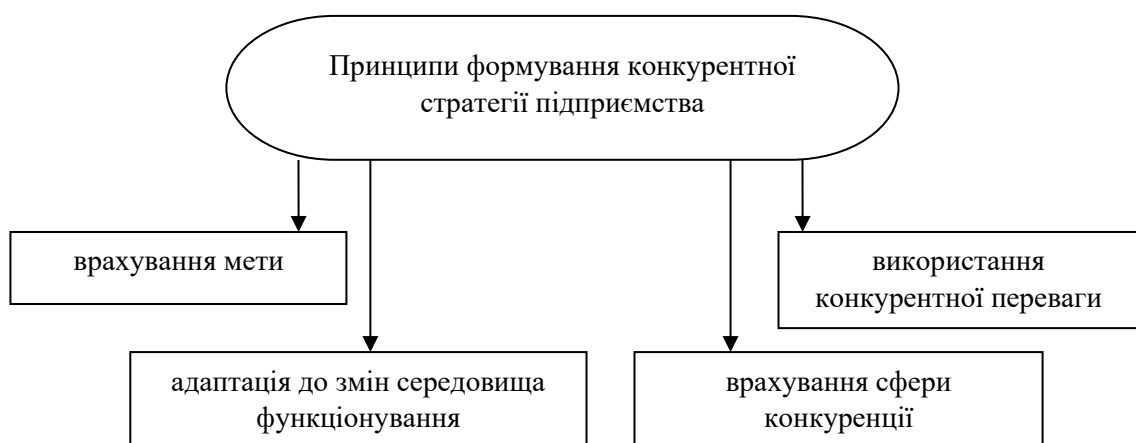 Принципи формування конкурентної
стратегії підприємства
врахування мети
використання
конкурентної переваги
адаптація до змін середовища
функціонування
врахування сфери
конкуренції